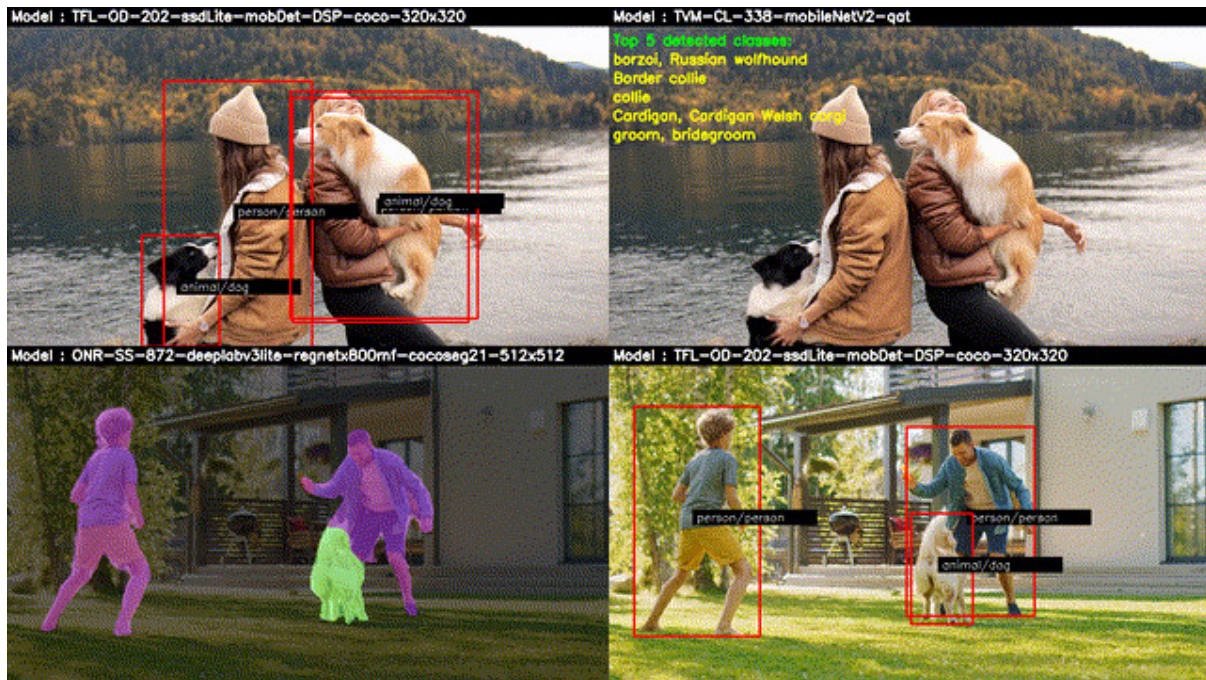 Model : TFL-OD-202-ssdLite-mobDet-DSP-coco-320x320
person/person
animal/dog
animal/dog
Model : TVM-CL-338-mobileNetV2-qat
Top 5 detected classes:
borzoi, Russian wolfhound
Border collie
collie
Cardigan, Cardigan Welsh corgi
groom, bridegroom
Model : ONR-SS-872-deeplabv3lite-regnetx800mf-cocoseg21-512x512
Model : TFL-OD-202-ssdLite-mobDet-DSP-coco-320x320
person/person
person/person
animal/dog